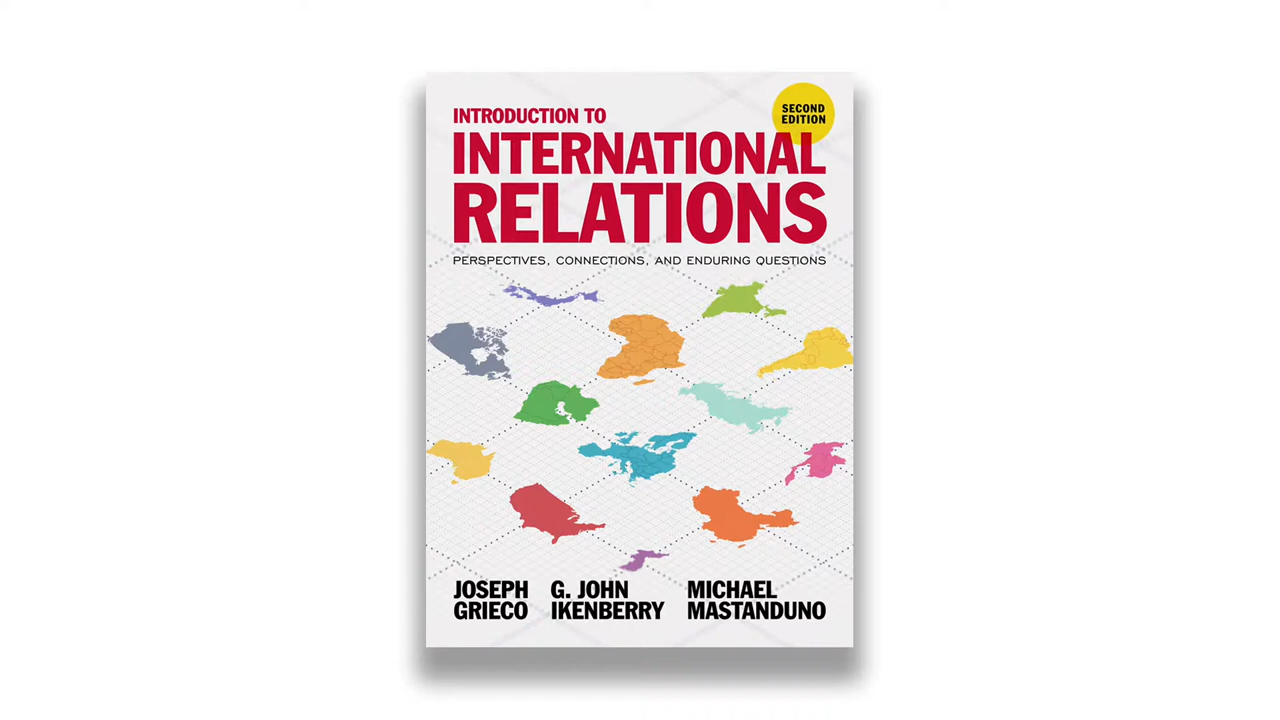 SECOND
EDITION
INTRODUCTION TO
INTERNATIONAL
RELATIONS
PERSPECTIVES, CONNECTIONS, AND ENDURING QUESTIONS
JOSEPH
GRIECO
G. JOHN
IKENBERRY
MICHAEL
MASTANDUNO